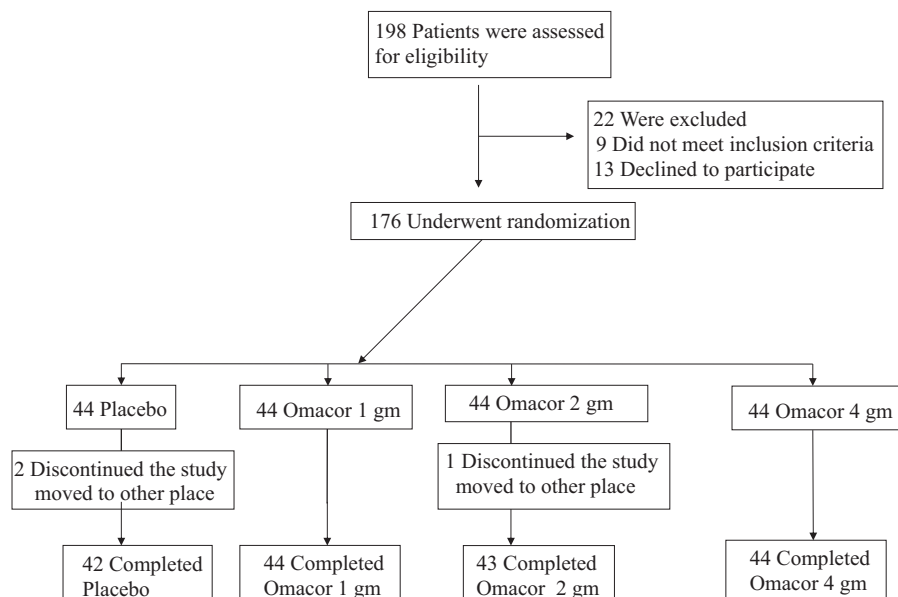 198 Patients were assessed
for eligibility
22 Were excluded
9 Did not meet inclusion criteria
13 Declined to participate
176 Underwent randomization
44 Placebo
44 Omacor 1 gm
44 Omacor 2 gm
44 Omacor 4 gm
2 Discontinued the study
moved to other place
1 Discontinued the study
moved to other place
42 Completed
Placebo
44 Completed
Omacor 1 gm
43 Completed
Omacor 2 gm
44 Completed
Omacor 4 gm